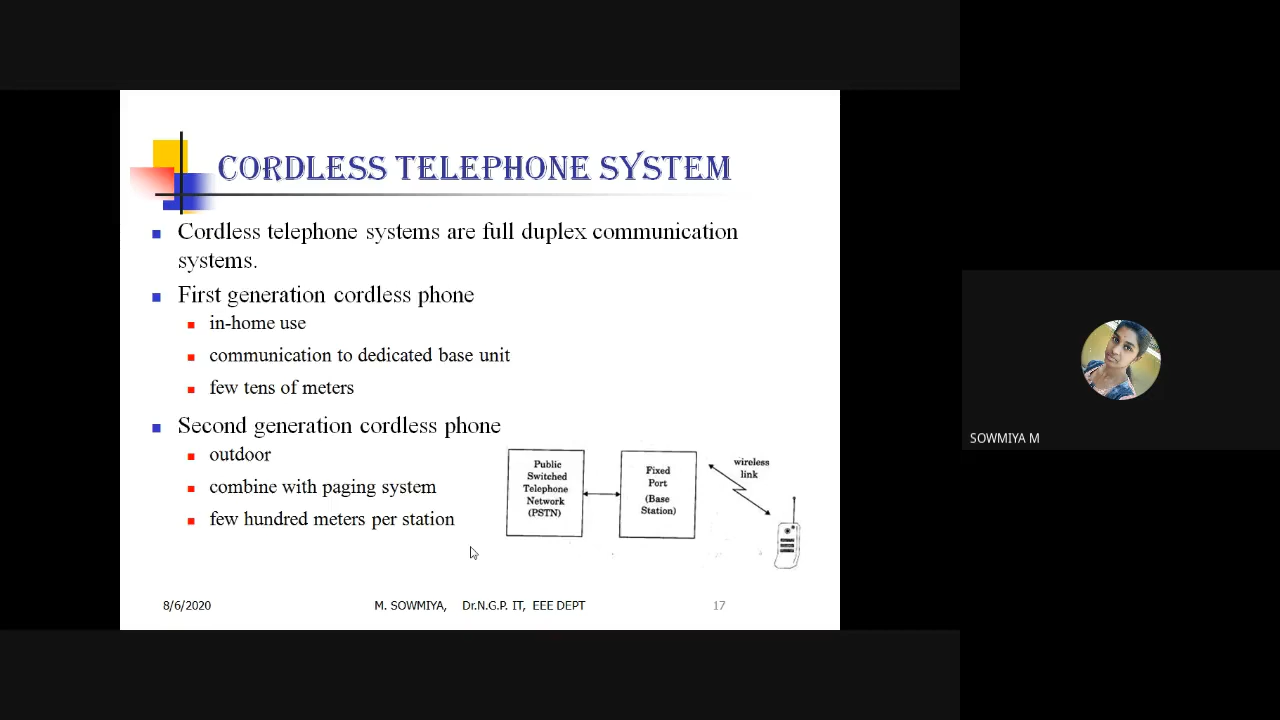 CORDLESS TELEPHONE SYSTEM
Cordless telephone systems are full duplex communication
systems.
First generation cordless phone
in-home use
communication to dedicated base unit
few tens of meters
Second generation cordless phone
outdoor
combine with paging system
few hundred meters per station
Public
Switched
Telephone
Network
(PSTN)
Fixed
Port
(Base
Station)
wireless
link
8/6/2020
M. SOWMIYA, Dr.N.G.P. IT, EEE DEPT
17
SOWMIYA M